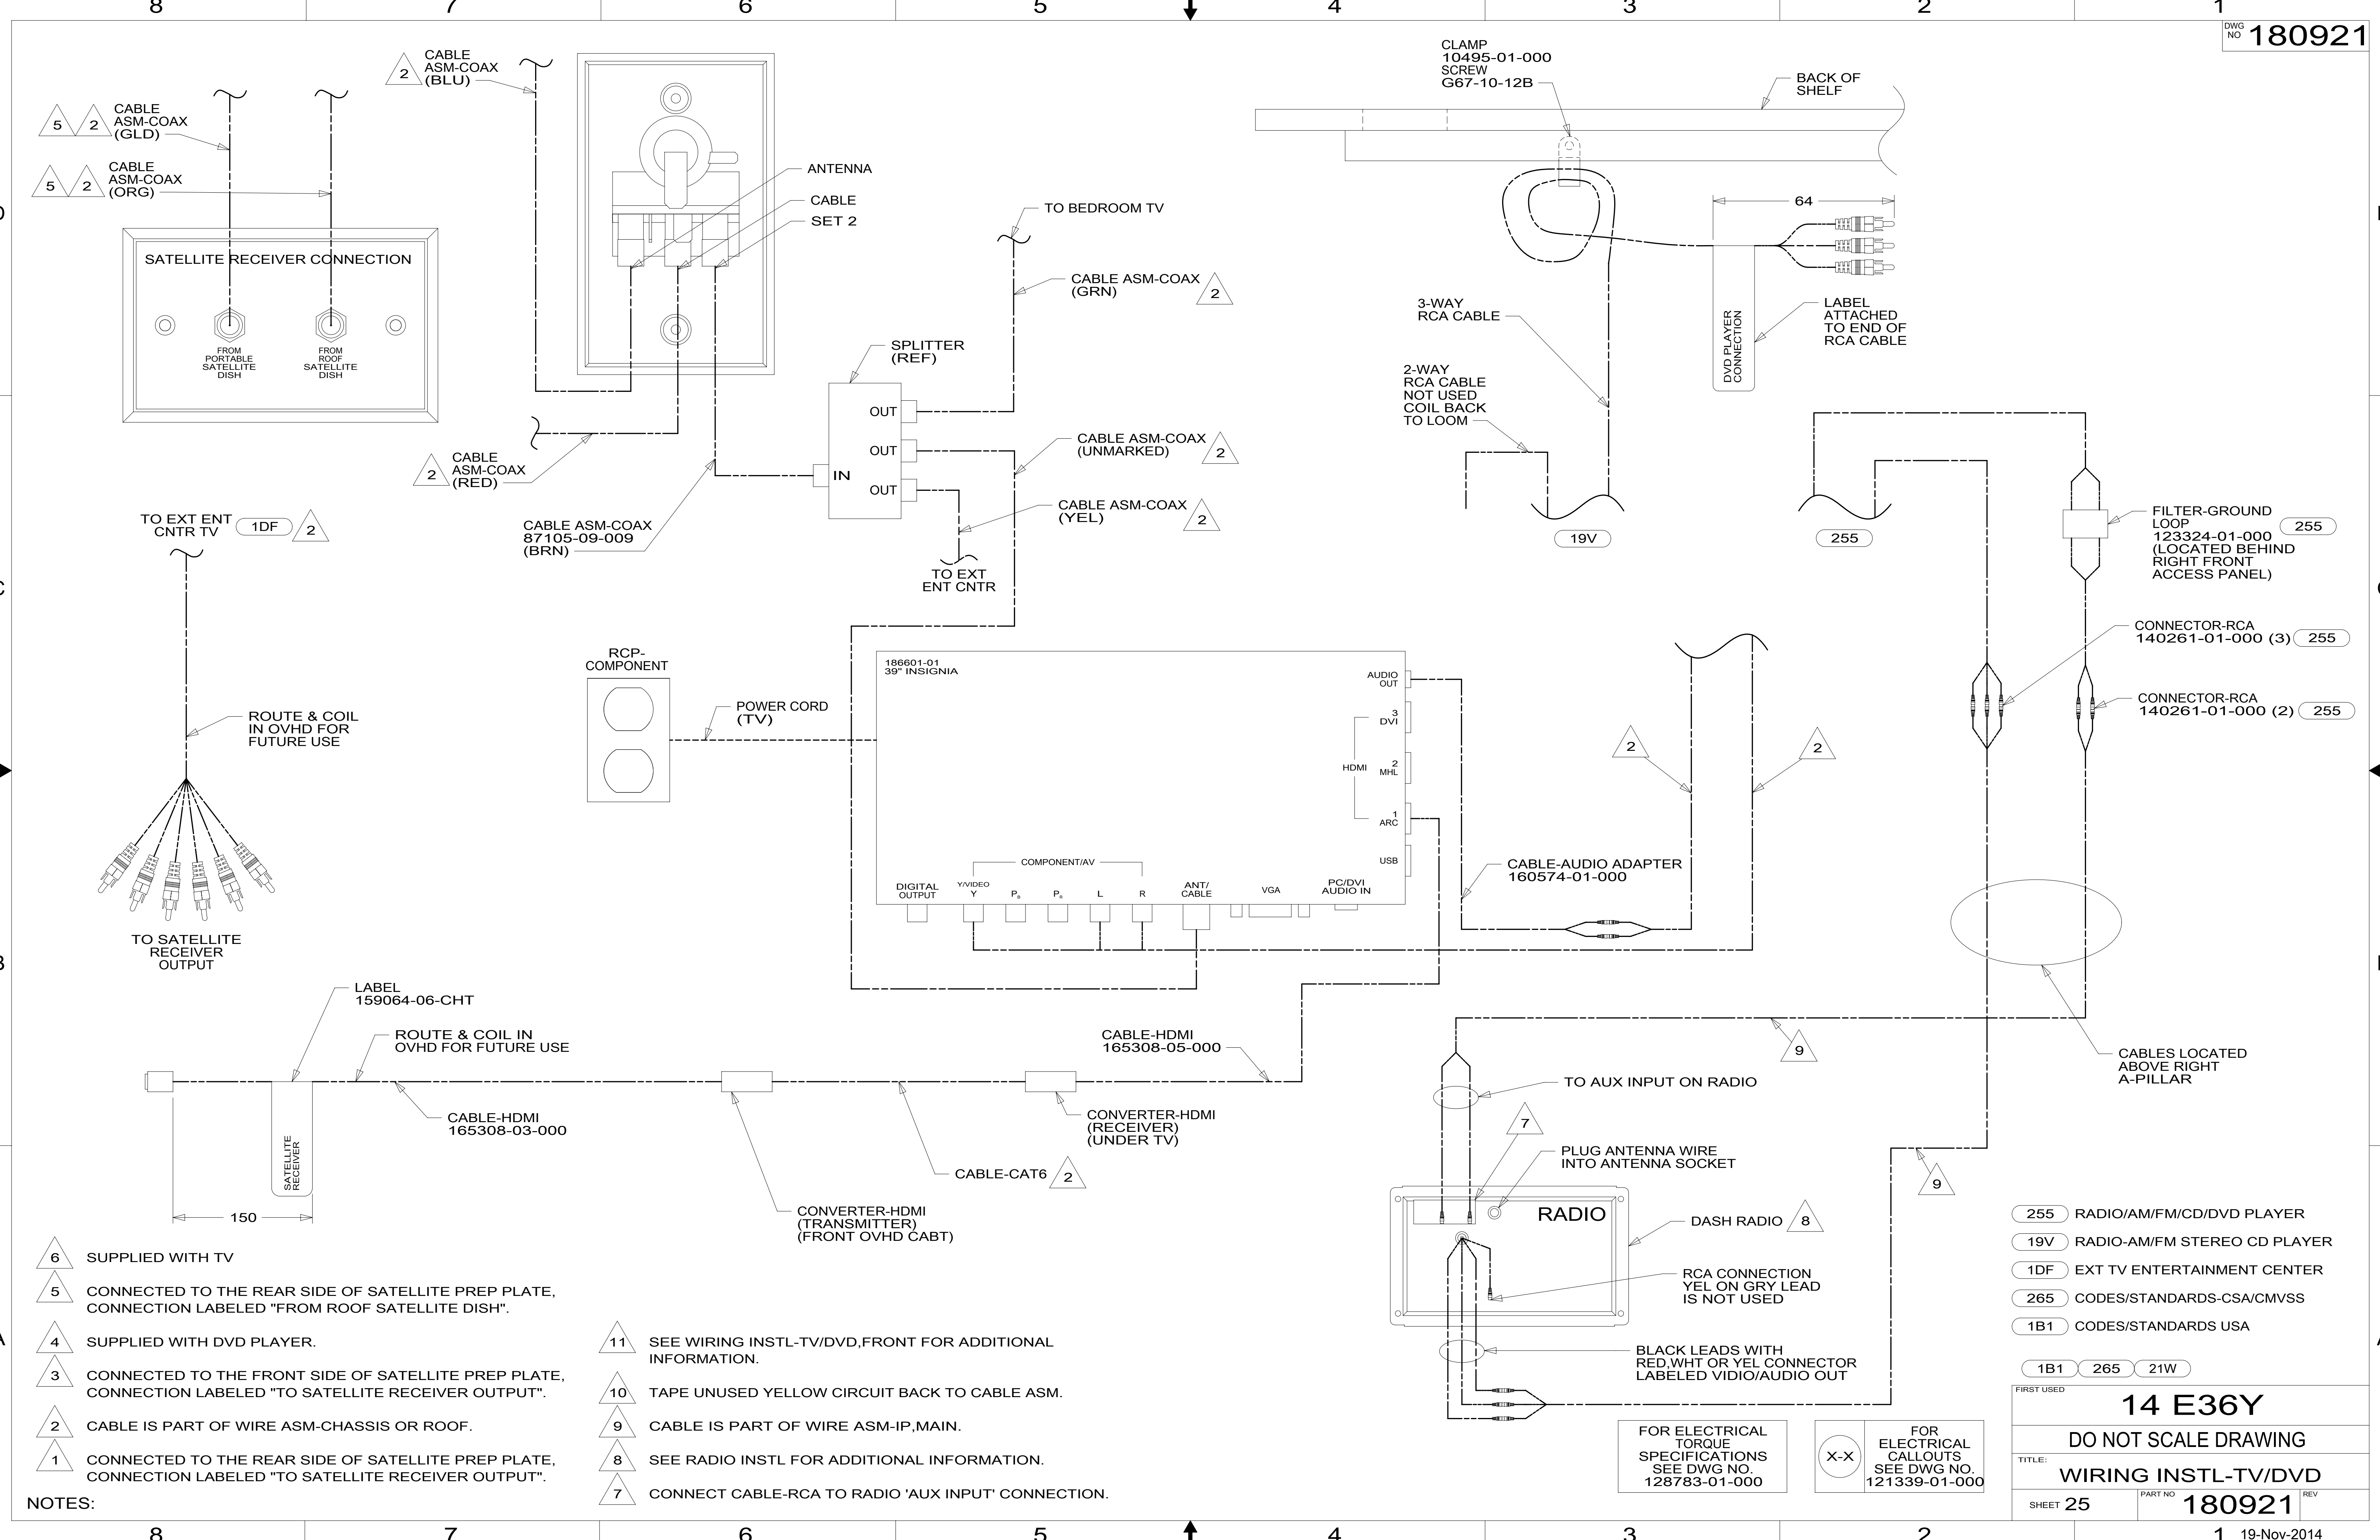 8 7 6 5 4 3 2 1
DWG NO 180921
D
C
B
A
5 2 CABLE
ASM-COAX
(GLD)
5 2 CABLE
ASM-COAX
(ORG)
SATELLITE RECEIVER CONNECTION
FROM
PORTABLE
SATELLITE
DISH
FROM
ROOF
SATELLITE
DISH
2 CABLE
ASM-COAX
(BLU)
ANTENNA
CABLE
SET 2
2 CABLE
ASM-COAX
(RED)
CABLE ASM-COAX
87105-09-009
(BRN)
SPLITTER
(REF)
IN
OUT
OUT
OUT
TO BEDROOM TV
CABLE ASM-COAX
(GRN) 2
CABLE ASM-COAX
(UNMARKED) 2
CABLE ASM-COAX
(YEL) 2
TO EXT
ENT CNTR
CLAMP
10495-01-000
SCREW
G67-10-12B
BACK OF
SHELF
64
3-WAY
RCA CABLE
DVD PLAYER
CONNECTION
LABEL
ATTACHED
TO END OF
RCA CABLE
2-WAY
RCA CABLE
NOT USED
COIL BACK
TO LOOM
19V
255
FILTER-GROUND
LOOP 255
123324-01-000
(LOCATED BEHIND
RIGHT FRONT
ACCESS PANEL)
CONNECTOR-RCA
140261-01-000 (3) 255
CONNECTOR-RCA
140261-01-000 (2) 255
TO EXT ENT
CNTR TV
1DF 2
ROUTE & COIL
IN OVHD FOR
FUTURE USE
TO SATELLITE
RECEIVER
OUTPUT
RCP-
COMPONENT
POWER CORD
(TV)
186601-01
39" INSIGNIA
AUDIO
OUT
3
DVI
HDMI
2
MHL
1
ARC
USB
COMPONENT/AV
DIGITAL
OUTPUT
Y/VIDEO
Y
PB
PR
L
R
ANT/
CABLE
VGA
PC/DVI
AUDIO IN
2
2
CABLE-AUDIO ADAPTER
160574-01-000
LABEL
159064-06-CHT
ROUTE & COIL IN
OVHD FOR FUTURE USE
SATELLITE
RECEIVER
150
CABLE-HDMI
165308-03-000
CONVERTER-HDMI
(TRANSMITTER)
(FRONT OVHD CABT)
CABLE-CAT6 2
CONVERTER-HDMI
(RECEIVER)
(UNDER TV)
CABLE-HDMI
165308-05-000
9
CABLES LOCATED
ABOVE RIGHT
A-PILLAR
TO AUX INPUT ON RADIO
7
PLUG ANTENNA WIRE
INTO ANTENNA SOCKET
RADIO
DASH RADIO 8
9
RCA CONNECTION
YEL ON GRY LEAD
IS NOT USED
BLACK LEADS WITH
RED,WHT OR YEL CONNECTOR
LABELED VIDIO/AUDIO OUT
6 SUPPLIED WITH TV
5 CONNECTED TO THE REAR SIDE OF SATELLITE PREP PLATE,
CONNECTION LABELED "FROM ROOF SATELLITE DISH".
4 SUPPLIED WITH DVD PLAYER.
3 CONNECTED TO THE FRONT SIDE OF SATELLITE PREP PLATE,
CONNECTION LABELED "TO SATELLITE RECEIVER OUTPUT".
2 CABLE IS PART OF WIRE ASM-CHASSIS OR ROOF.
1 CONNECTED TO THE REAR SIDE OF SATELLITE PREP PLATE,
CONNECTION LABELED "TO SATELLITE RECEIVER OUTPUT".
NOTES:
11 SEE WIRING INSTL-TV/DVD,FRONT FOR ADDITIONAL
INFORMATION.
10 TAPE UNUSED YELLOW CIRCUIT BACK TO CABLE ASM.
9 CABLE IS PART OF WIRE ASM-IP,MAIN.
8 SEE RADIO INSTL FOR ADDITIONAL INFORMATION.
7 CONNECT CABLE-RCA TO RADIO 'AUX INPUT' CONNECTION.
FOR ELECTRICAL
TORQUE
SPECIFICATIONS
SEE DWG NO.
128783-01-000
X-X
FOR
ELECTRICAL
CALLOUTS
SEE DWG NO.
121339-01-000
255 RADIO/AM/FM/CD/DVD PLAYER
19V RADIO-AM/FM STEREO CD PLAYER
1DF EXT TV ENTERTAINMENT CENTER
265 CODES/STANDARDS-CSA/CMVSS
1B1 CODES/STANDARDS USA
1B1 265 21W
FIRST USED
14 E36Y
DO NOT SCALE DRAWING
TITLE:
WIRING INSTL-TV/DVD
SHEET 25
PART NO 180921
REV
8 7 6 5 4 3 2 1
19-Nov-2014